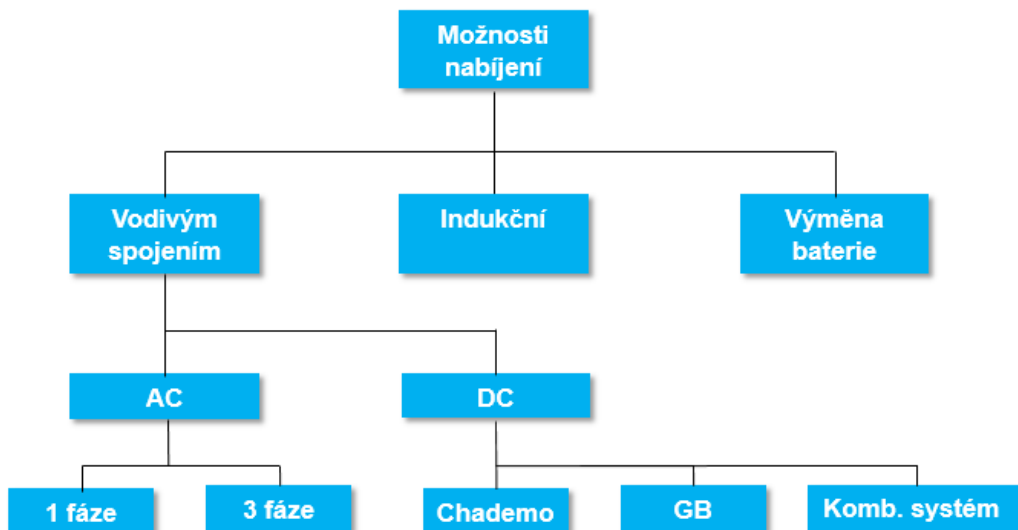 Možnosti
nabíjení
Vodivým
spojením
Indukční
Výměna
baterie
AC
DC
1 fáze
3 fáze
Chademo
GB
Komb. systém